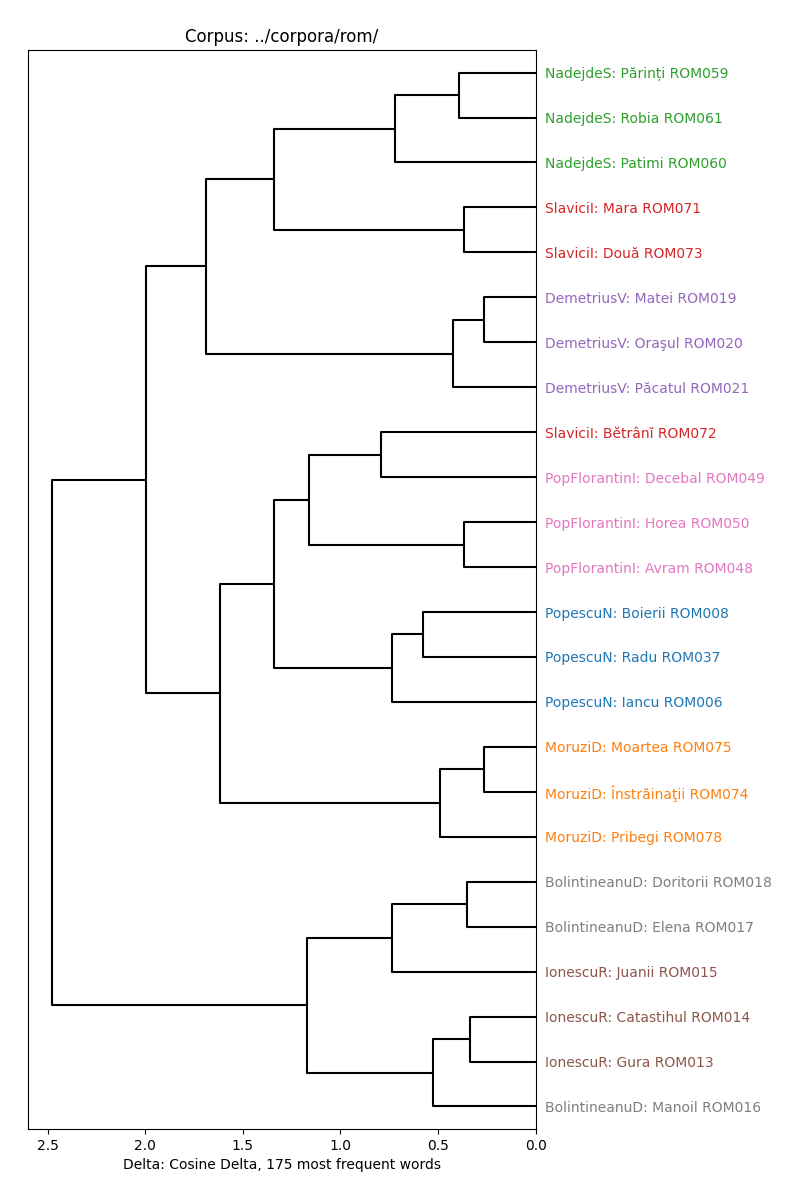 Corpus: ../corpora/rom/
NadejdeS: Părinți ROM059
NadejdeS: Robia ROM061
NadejdeS: Patimi ROM060
SlaviciI: Mara ROM071
SlaviciI: Două ROM073
DemetriusV: Matei ROM019
DemetriusV: Oraşul ROM020
DemetriusV: Păcatul ROM021
SlaviciI: Bĕtrânĭ ROM072
PopFlorantinI: Decebal ROM049
PopFlorantinI: Horea ROM050
PopFlorantinI: Avram ROM048
PopescuN: Boierii ROM008
PopescuN: Radu ROM037
PopescuN: Iancu ROM006
MoruziD: Moartea ROM075
MoruziD: Înstrăinaţii ROM074
MoruziD: Pribegi ROM078
BolintineanuD: Doritorii ROM018
BolintineanuD: Elena ROM017
IonescuR: Juanii ROM015
IonescuR: Catastihul ROM014
IonescuR: Gura ROM013
BolintineanuD: Manoil ROM016
2.5 2.0 1.5 1.0 0.5 0.0
Delta: Cosine Delta, 175 most frequent words